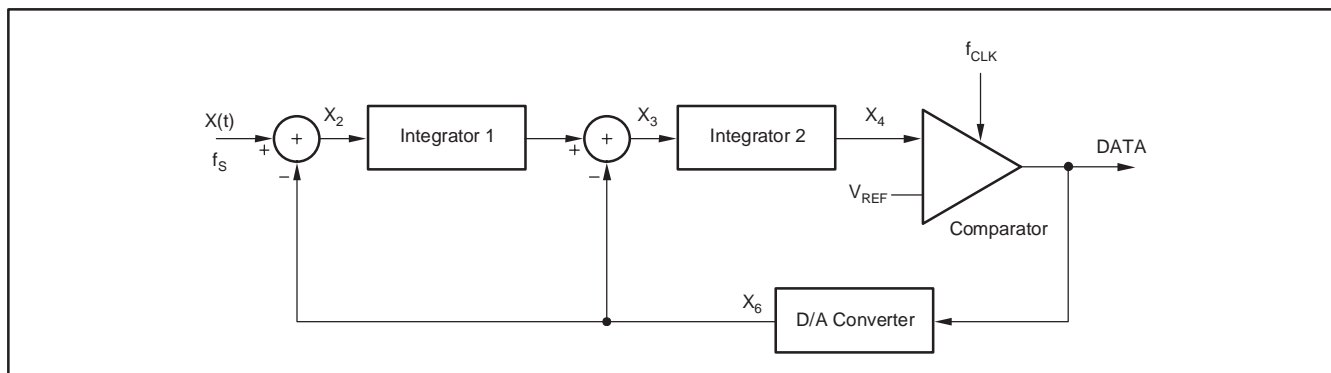 f_CLK
X(t)
f_S
+
−
+
X_2
Integrator 1
+
−
+
X_3
Integrator 2
X_4
V_REF
Comparator
DATA
X_6
D/A Converter